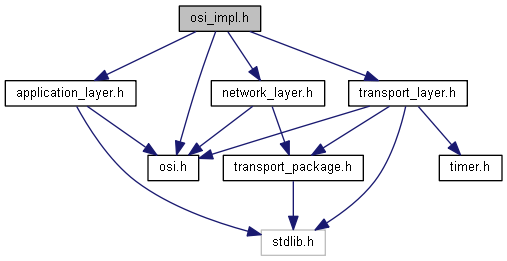 osi_impl.h
application_layer.h
network_layer.h
transport_layer.h
osi.h
transport_package.h
timer.h
stdlib.h